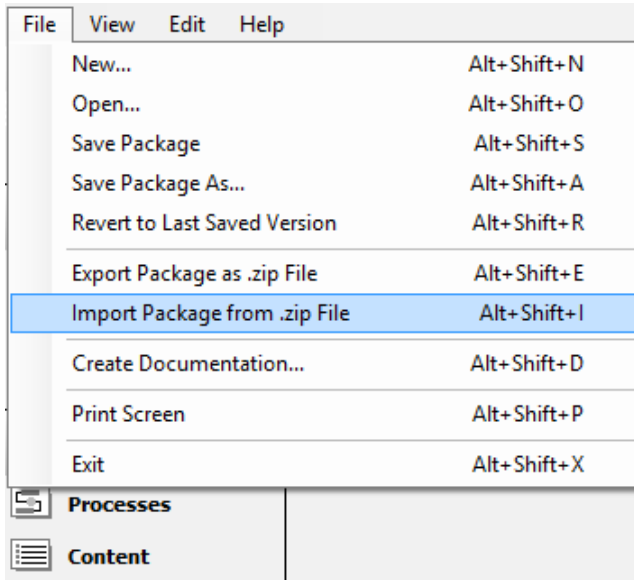 File View Edit Help
New... Alt+Shift+N
Open... Alt+Shift+O
Save Package Alt+Shift+S
Save Package As... Alt+Shift+A
Revert to Last Saved Version Alt+Shift+R
Export Package as .zip File Alt+Shift+E
Import Package from .zip File Alt+Shift+I
Create Documentation... Alt+Shift+D
Print Screen Alt+Shift+P
Exit Alt+Shift+X
Processes
Content